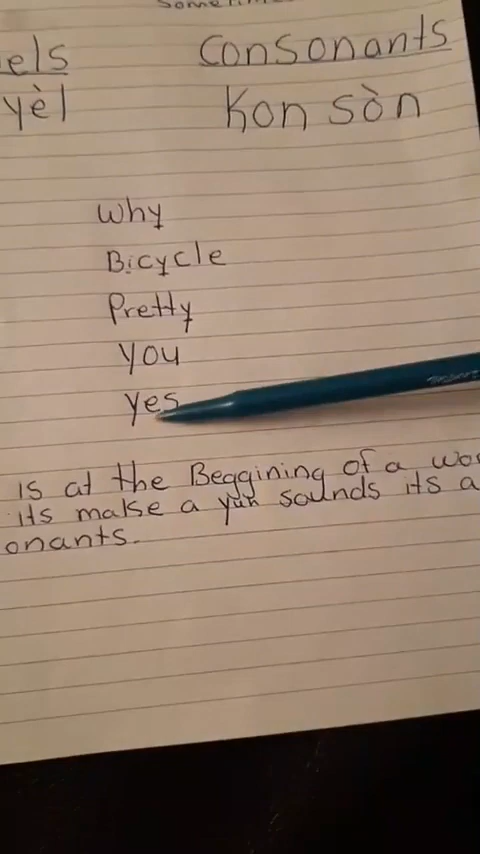 Consonants
els
Kon sòn
yèl
why
Bicycle
Pretty
you
yes
is at the Beggining of a
its make a yuh sounds its a
onants.